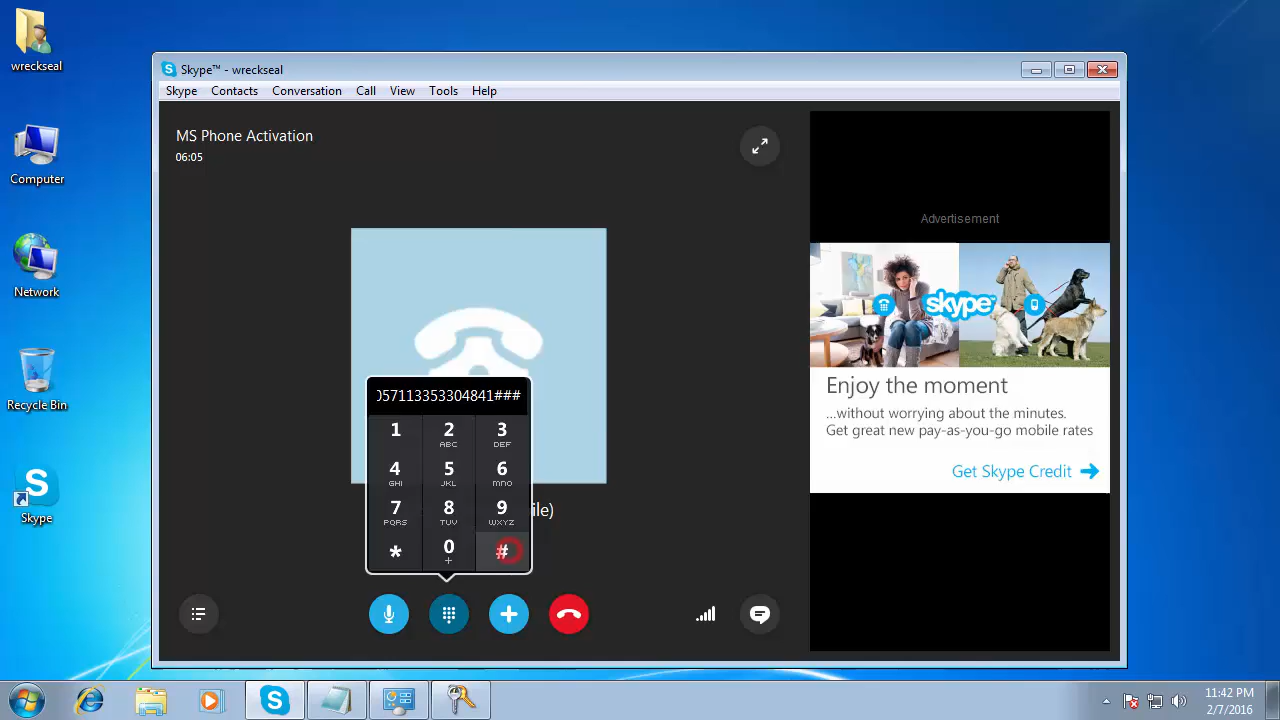 wreckseal
Computer
Network
Recycle Bin
Skype
Skype™ - wreckseal
Skype Contacts Conversation Call View Tools Help
MS Phone Activation
06:05
057113353304841###
1 2 3
ABC DEF
4 5 6
GHI JKL MNO
7 8 9
PQRS TUV WXYZ
* 0 #
+
ile)
Advertisement
skype™
Enjoy the moment
...without worrying about the minutes.
Get great new pay-as-you-go mobile rates
Get Skype Credit
11:42 PM
2/7/2016